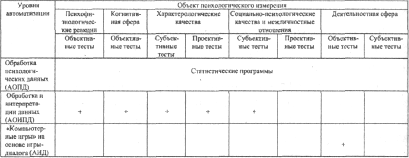 Уровни автоматизации
Объект психологического измерения
Психофизиологические реакции
Когнитивная сфера
Характерологические качества
Социально-психологические качества и межличностные отношения
Деятельностная сфера
Объективные тесты
Объективные тесты
Субъективные тесты
Проективные тесты
Субъективные тесты
Проективные тесты
Объективные тесты
Субъективные тесты
Обработка психологических данных (АОПД)
Статистические программы
Обработка и интерпретация данных (АОИПД)
+ + + + +
«Компьютерные игры» на основе игры-диалога (АИД)
+